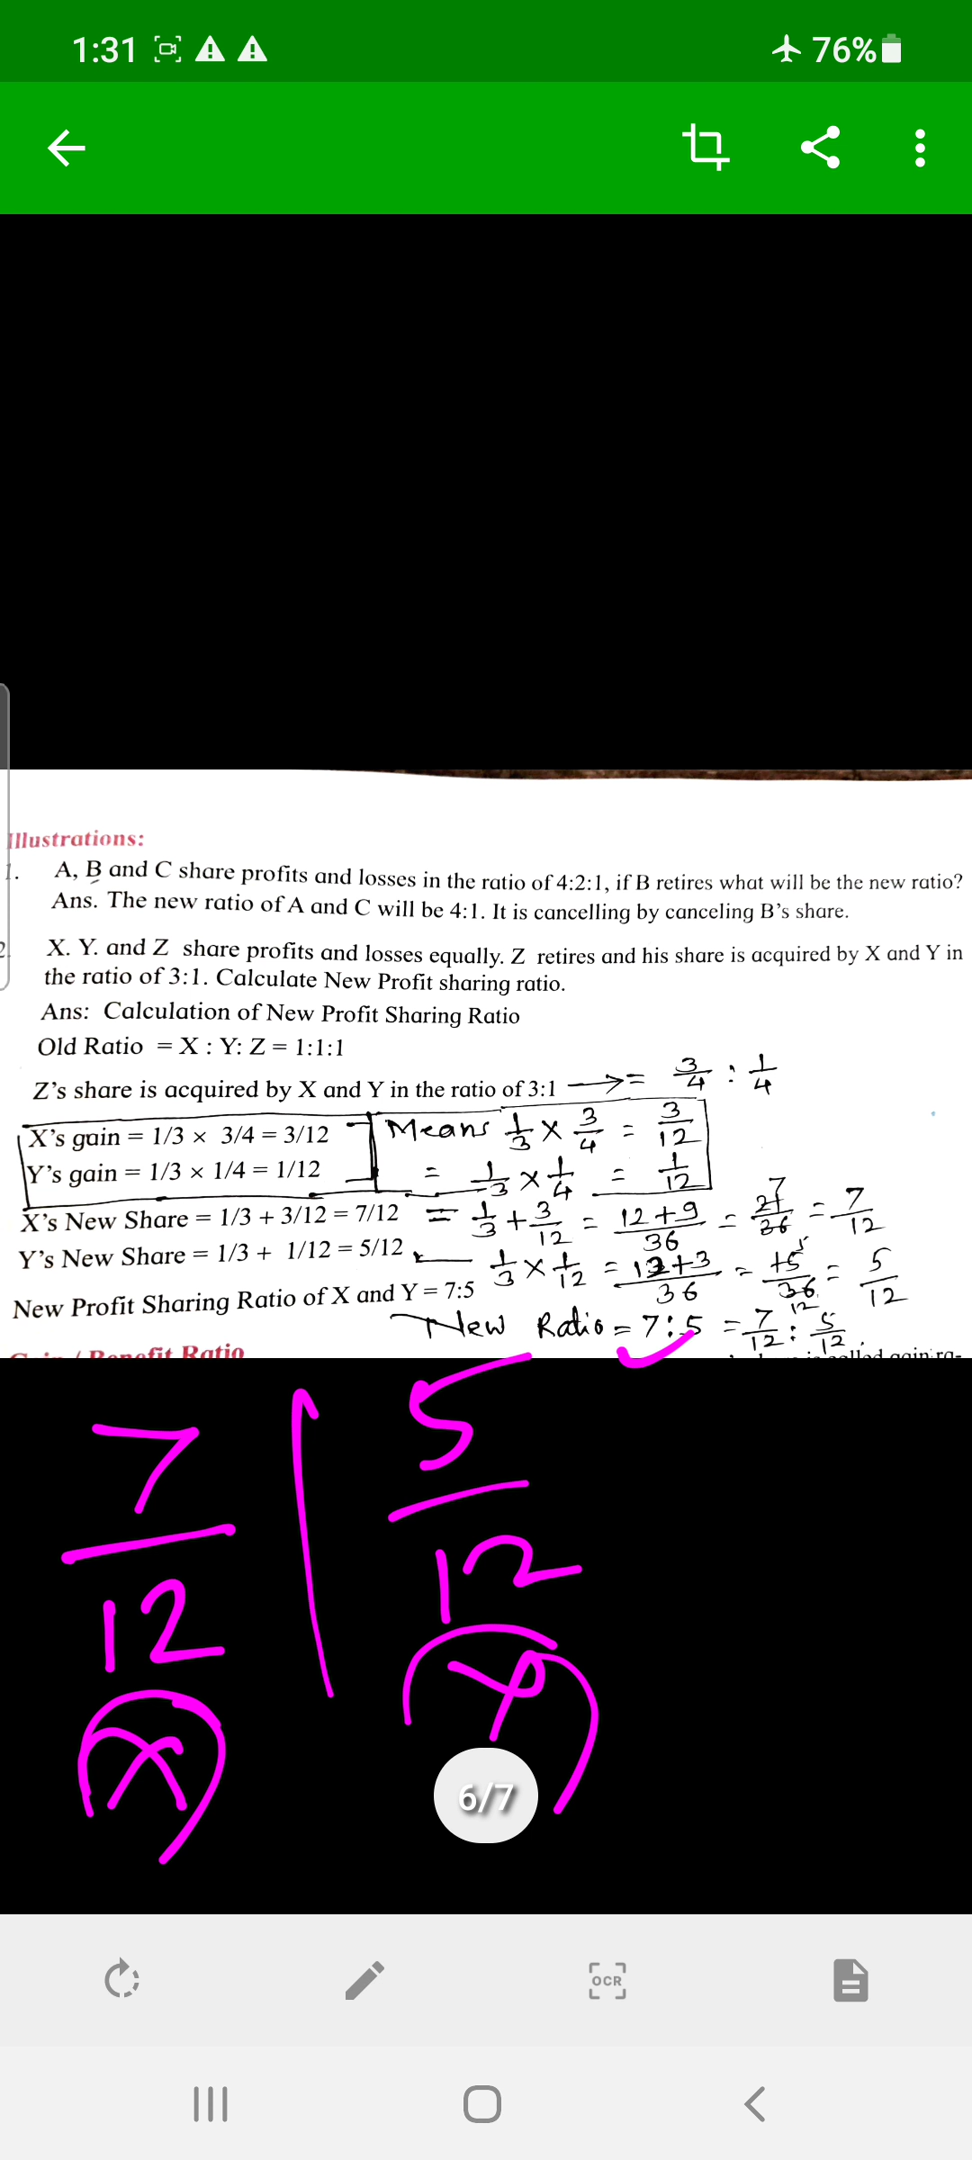 1:31
76%
Illustrations:
1. A, B and C share profits and losses in the ratio of 4:2:1, if B retires what will be the new ratio?
Ans. The new ratio of A and C will be 4:1. It is cancelling by canceling B's share.
2. X. Y. and Z share profits and losses equally. Z retires and his share is acquired by X and Y in
the ratio of 3:1. Calculate New Profit sharing ratio.
Ans: Calculation of New Profit Sharing Ratio
Old Ratio = X : Y: Z = 1:1:1
Z's share is acquired by X and Y in the ratio of 3:1 → = 3/4 : 1/4
X's gain = 1/3 × 3/4 = 3/12 Means 1/3 × 3/4 = 3/12
Y's gain = 1/3 × 1/4 = 1/12 = 1/3 × 1/4 = 1/12
X's New Share = 1/3 + 3/12 = 7/12 = 1/3 + 3/12 = 12+9/36 = 21/36 7 = 7/12
Y's New Share = 1/3 + 1/12 = 5/12 1/3 × 1/12 = 12+3/36 = 15/36 5 12 = 5/12
New Profit Sharing Ratio of X and Y = 7:5
New Ratio = 7:5 = 7/12 : 5/12
Gain / Benefit Ratio
7/12 5/12
x y
6/7
OCR